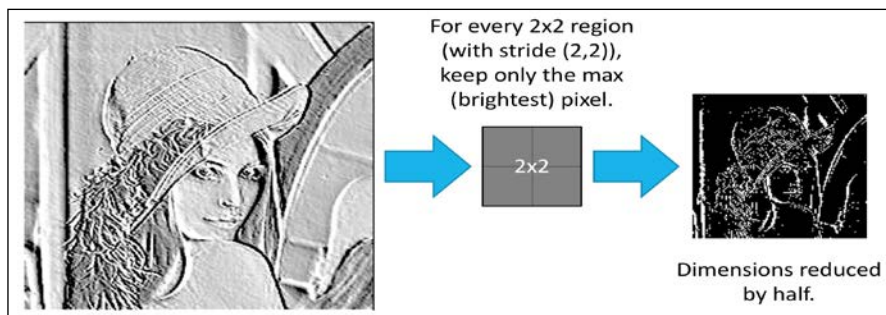 For every 2x2 region
(with stride (2,2)),
keep only the max
(brightest) pixel.
2x2
Dimensions reduced
by half.